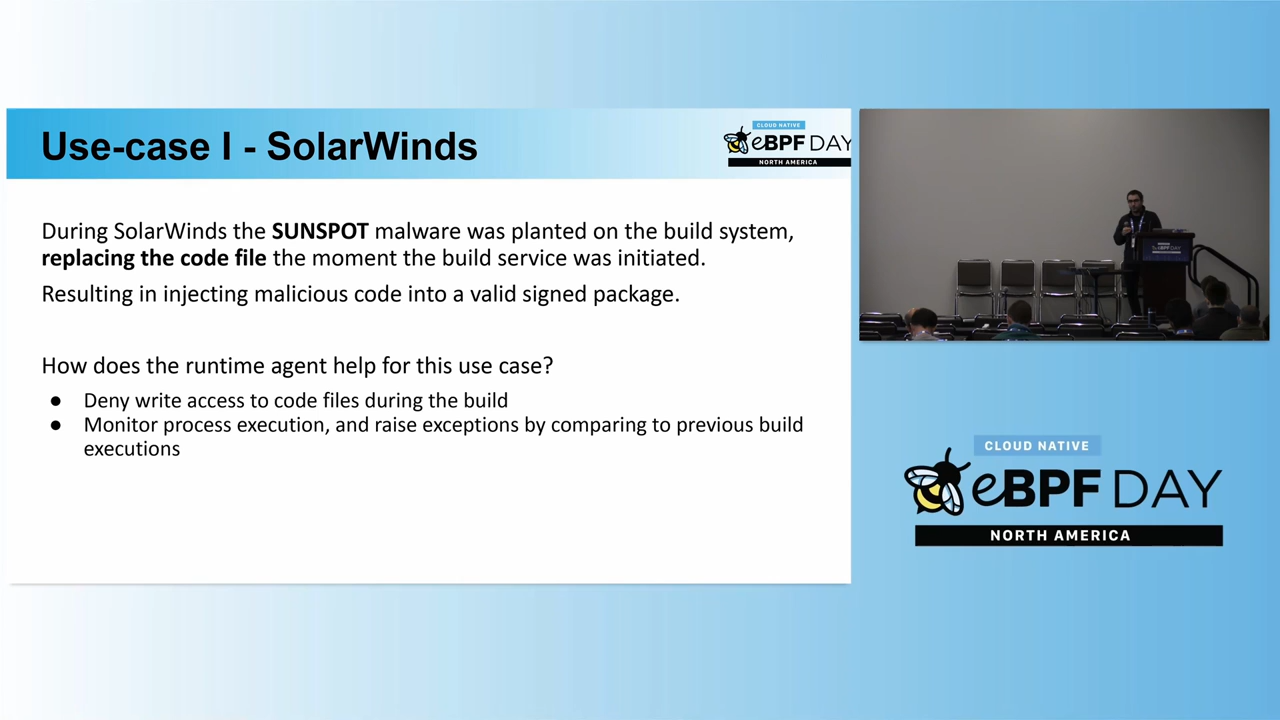 Use-case I - SolarWinds
CLOUD NATIVE
eBPF DAY
NORTH AMERICA
During SolarWinds the SUNSPOT malware was planted on the build system,
replacing the code file the moment the build service was initiated.
Resulting in injecting malicious code into a valid signed package.
How does the runtime agent help for this use case?
● Deny write access to code files during the build
● Monitor process execution, and raise exceptions by comparing to previous build
executions
eBPF DAY
CLOUD NATIVE
eBPF DAY
NORTH AMERICA